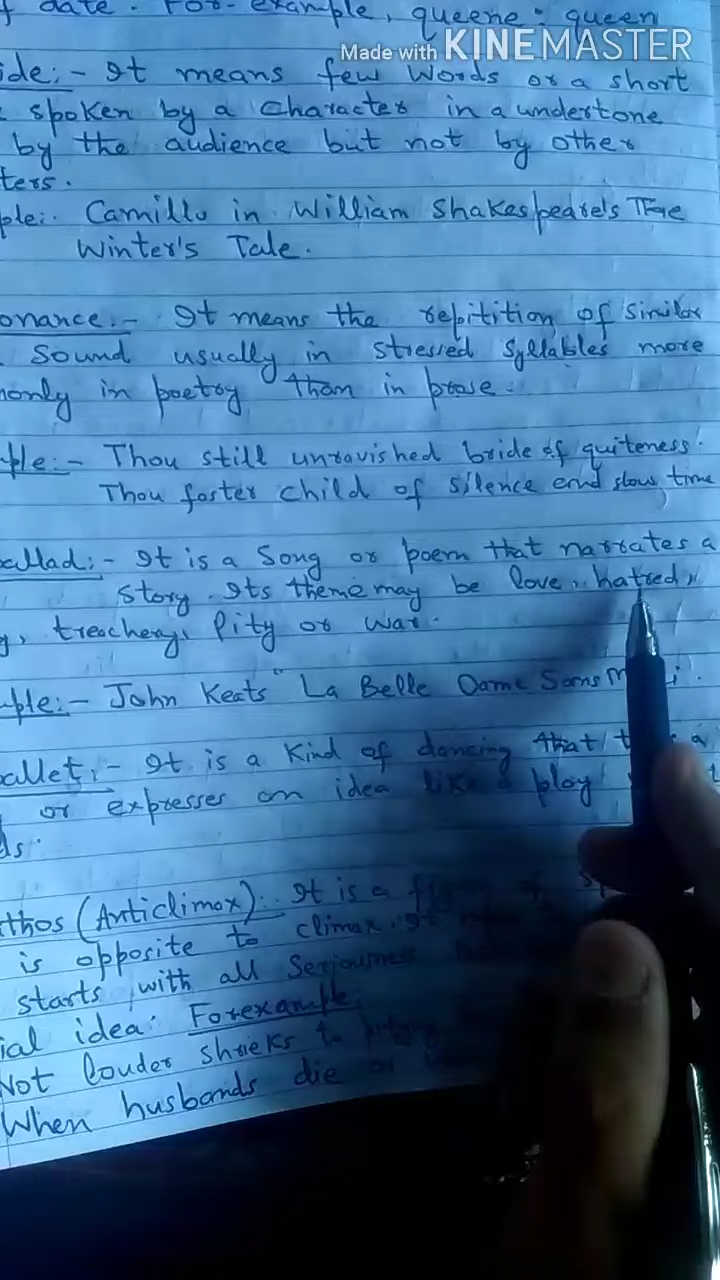 f date. For example, queene: queen
Made with KINEMASTER
ide:- It means few words or a short
spoken by a character in a undertone
by the audience but not by other
ters.
ple:- Camillo in William Shakespeare's The
Winter's Tale.
onance:- It means the repitition of similar
Sound usually in stressed syllables more
only in poetry than in prose.
ple:- Thou still unravished bride of quiteness.
Thou foster child of silence and slow time
allad:- It is a Song or poem that narrates a
story. Its theme may be love, hatred,
g, treachery, Pity or War.
ple:- John Keats "La Belle Dame Sans M i.
allet:- It is a kind of dancing that a
or expresses an idea like a play t
ds.
thos (Anticlimax): It is a
is opposite to climax. It
starts with all Seriousness
ial idea. For example:
Not louder shrieks to
When husbands die or